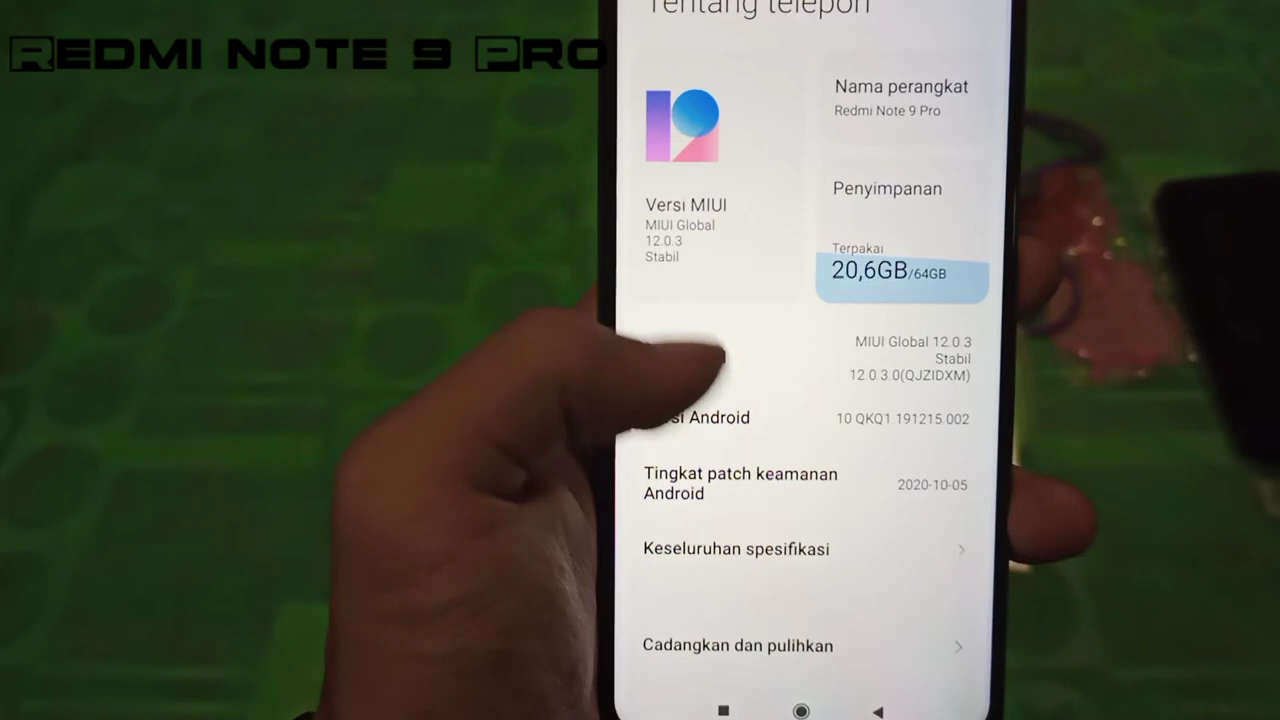 REDMI NOTE 9 PRO
Tentang telepon
Nama perangkat
Redmi Note 9 Pro
Versi MIUI
MIUI Global
12.0.3
Stabil
Penyimpanan
Terpakai
20,6GB/64GB
MIUI Global 12.0.3
Stabil
12.0.3.0(QJZIDXM)
Android
10 QKQ1.191215.002
Tingkat patch keamanan
Android
2020-10-05
Keseluruhan spesifikasi
Cadangkan dan pulihkan